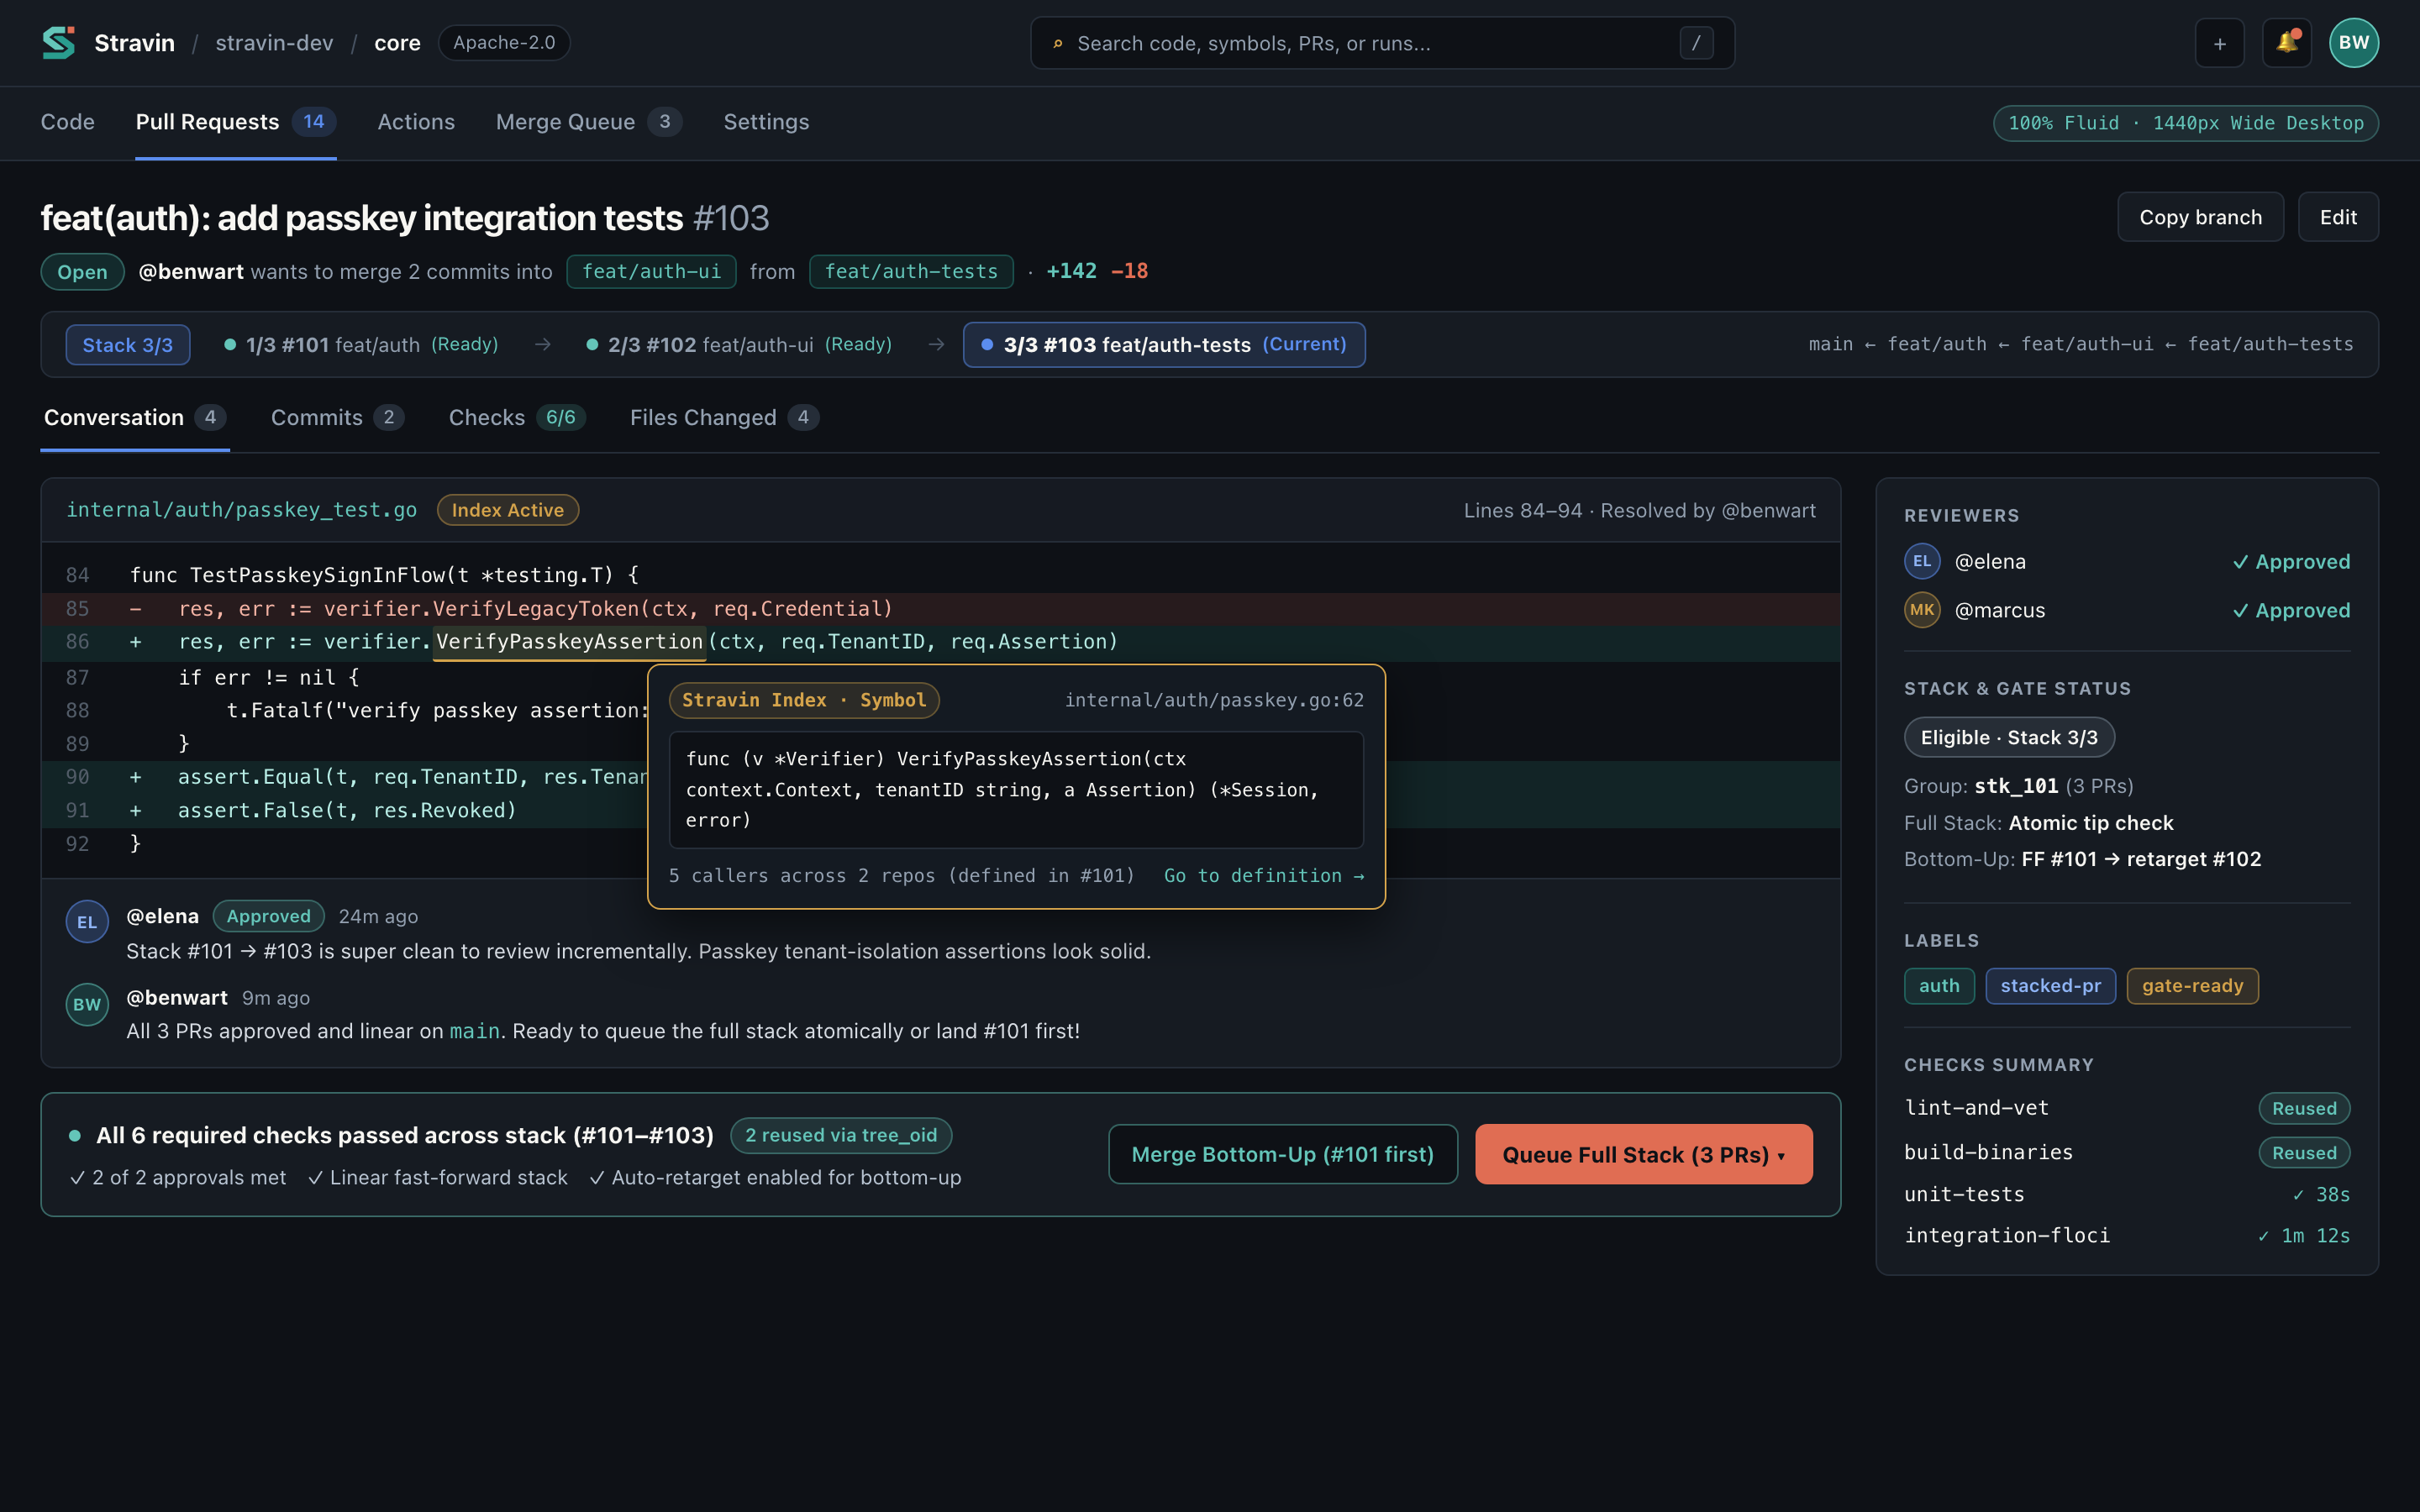 Stravin / stravin-dev / core Apache-2.0 Search code, symbols, PRs, or runs... / + BW
Code Pull Requests 14 Actions Merge Queue 3 Settings 100% Fluid · 1440px Wide Desktop
feat(auth): add passkey integration tests #103 Copy branch Edit
Open @benwart wants to merge 2 commits into feat/auth-ui from feat/auth-tests · +142 −18
Stack 3/3 1/3 #101 feat/auth (Ready) → 2/3 #102 feat/auth-ui (Ready) → 3/3 #103 feat/auth-tests (Current) main ← feat/auth ← feat/auth-ui ← feat/auth-tests
Conversation 4 Commits 2 Checks 6/6 Files Changed 4
internal/auth/passkey_test.go Index Active Lines 84–94 · Resolved by @benwart
84 func TestPasskeySignInFlow(t *testing.T) {
85 − res, err := verifier.VerifyLegacyToken(ctx, req.Credential)
86 + res, err := verifier.VerifyPasskeyAssertion(ctx, req.TenantID, req.Assertion)
87 if err != nil {
88 t.Fatalf("verify passkey assertion:
89 }
90 + assert.Equal(t, req.TenantID, res.Tenan
91 + assert.False(t, res.Revoked)
92 }
Stravin Index · Symbol internal/auth/passkey.go:62
func (v *Verifier) VerifyPasskeyAssertion(ctx
context.Context, tenantID string, a Assertion) (*Session,
error)
5 callers across 2 repos (defined in #101) Go to definition →
EL @elena Approved 24m ago
Stack #101 → #103 is super clean to review incrementally. Passkey tenant-isolation assertions look solid.
BW @benwart 9m ago
All 3 PRs approved and linear on main. Ready to queue the full stack atomically or land #101 first!
All 6 required checks passed across stack (#101–#103) 2 reused via tree_oid
✓ 2 of 2 approvals met ✓ Linear fast-forward stack ✓ Auto-retarget enabled for bottom-up
Merge Bottom-Up (#101 first) Queue Full Stack (3 PRs) ▾
REVIEWERS
EL @elena ✓ Approved
MK @marcus ✓ Approved
STACK & GATE STATUS
Eligible · Stack 3/3
Group: stk_101 (3 PRs)
Full Stack: Atomic tip check
Bottom-Up: FF #101 → retarget #102
LABELS
auth stacked-pr gate-ready
CHECKS SUMMARY
lint-and-vet Reused
build-binaries Reused
unit-tests ✓ 38s
integration-floci ✓ 1m 12s